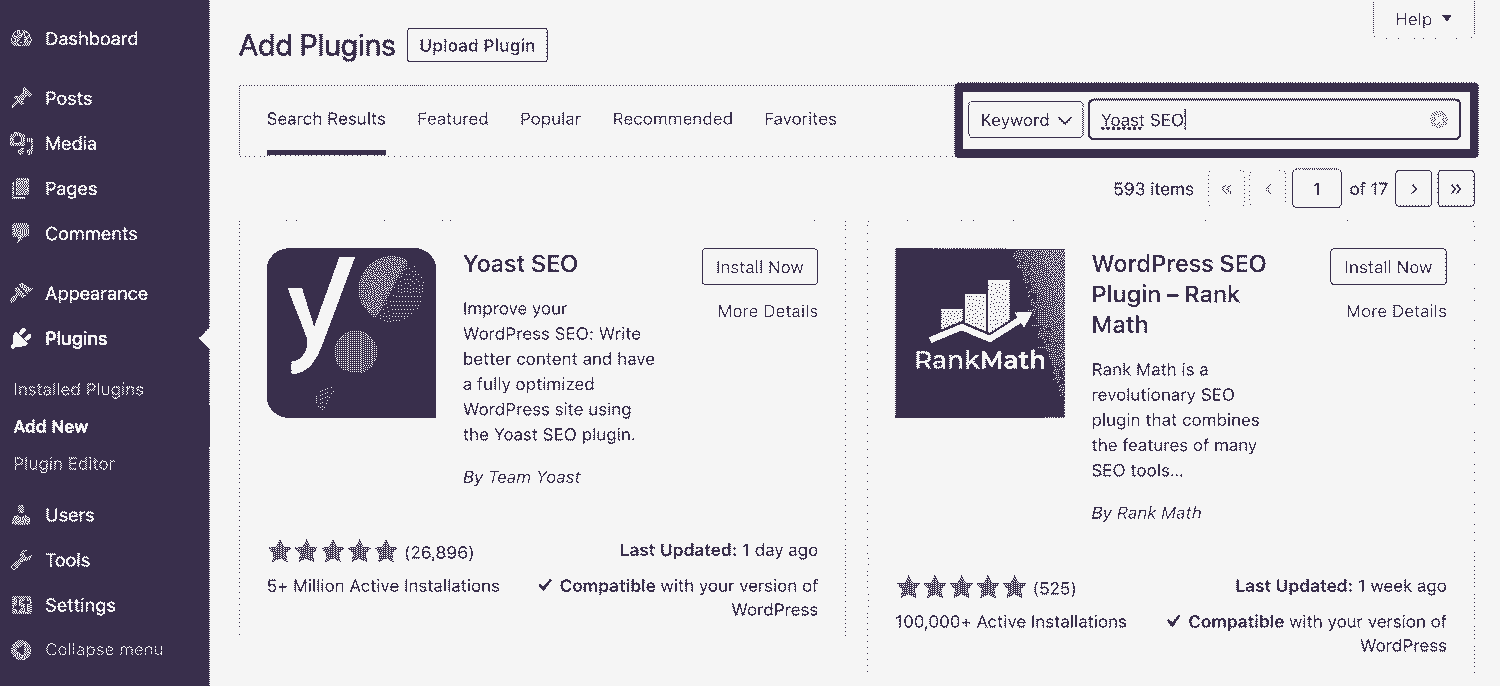 Dashboard
Posts
Media
Pages
Comments
Appearance
Plugins
Installed Plugins
Add New
Plugin Editor
Users
Tools
Settings
Collapse menu
Help
Add Plugins Upload Plugin
Search Results Featured Popular Recommended Favorites Keyword Yoast SEO
593 items « ‹ 1 of 17 › »
y
Yoast SEO
Install Now
More Details
Improve your
WordPress SEO: Write
better content and have
a fully optimized
WordPress site using
the Yoast SEO plugin.
By Team Yoast
(26,896)
Last Updated: 1 day ago
5+ Million Active Installations
✓ Compatible with your version of
WordPress
RankMath
WordPress SEO
Plugin – Rank
Math
Install Now
More Details
Rank Math is a
revolutionary SEO
plugin that combines
the features of many
SEO tools...
By Rank Math
(525)
Last Updated: 1 week ago
100,000+ Active Installations
✓ Compatible with your version of
WordPress